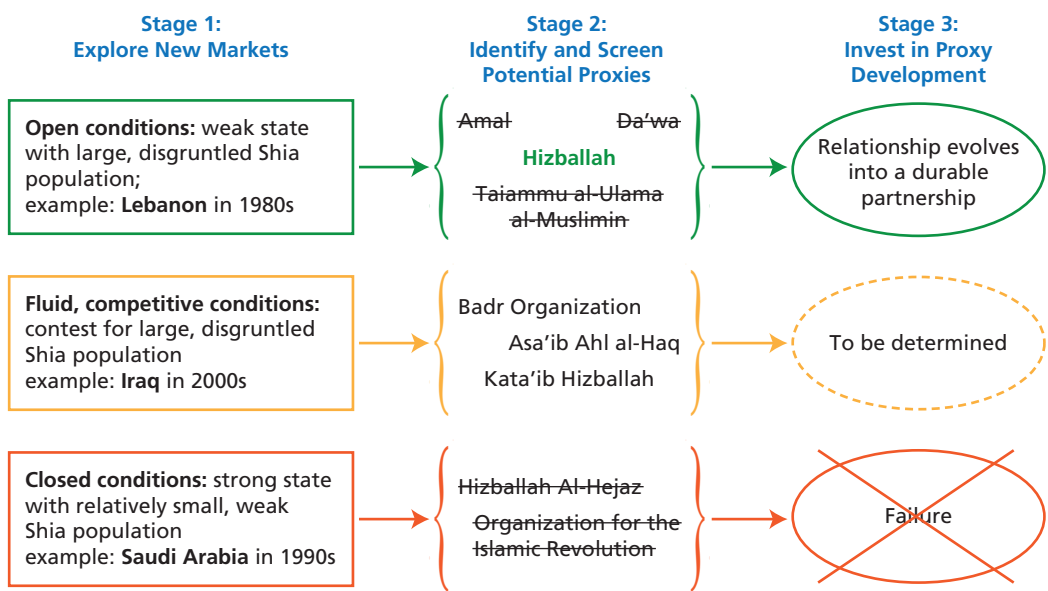 Stage 1:
Explore New Markets
Stage 2:
Identify and Screen
Potential Proxies
Stage 3:
Invest in Proxy
Development
Open conditions: weak state
with large, disgruntled Shia
population;
example: Lebanon in 1980s
Amal Da’wa
Hizballah
Taiammu al-Ulama
al-Muslimin
Relationship evolves
into a durable
partnership
Fluid, competitive conditions:
contest for large, disgruntled
Shia population
example: Iraq in 2000s
Badr Organization
Asa’ib Ahl al-Haq
Kata’ib Hizballah
To be determined
Closed conditions: strong state
with relatively small, weak
Shia population
example: Saudi Arabia in 1990s
Hizballah Al-Hejaz
Organization for the
Islamic Revolution
Failure